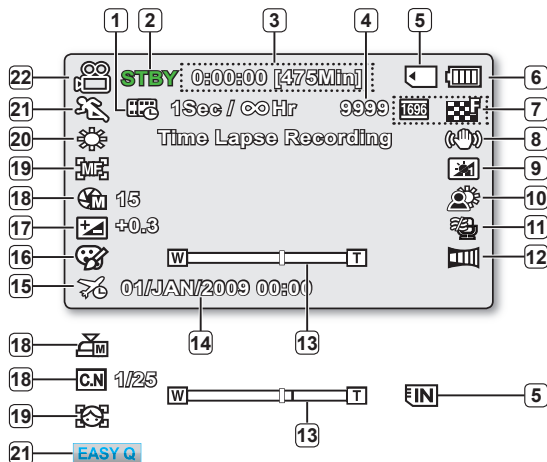 1 2 3 4 5
22 STBY 0:00:00 [475Min] 6
21 1Sec / ∞Hr 9999 1696 F 7
20 Time Lapse Recording 8
19 MF 9
18 M 15 10
17 +0.3 11
16 W T 12
15 01/JAN/2009 00:00
14 13
18 M
18 C.N 1/25 W T IN 5
19 13
21 EASY Q